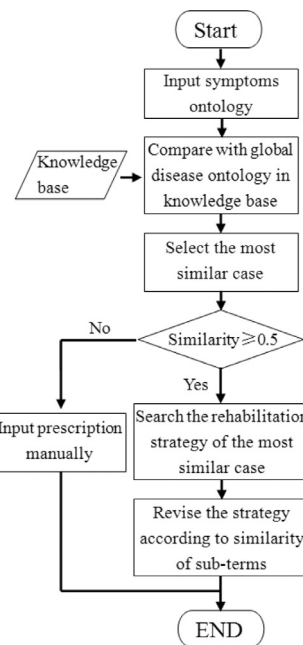 Start
Input symptoms
ontology
Knowledge
base
Compare with global
disease ontology in
knowledge base
Select the most
similar case
Similarity≥0.5
No
Yes
Input prescription
manually
Search the rehabilitation
strategy of the most
similar case
Revise the strategy
according to similarity
of sub-terms
END